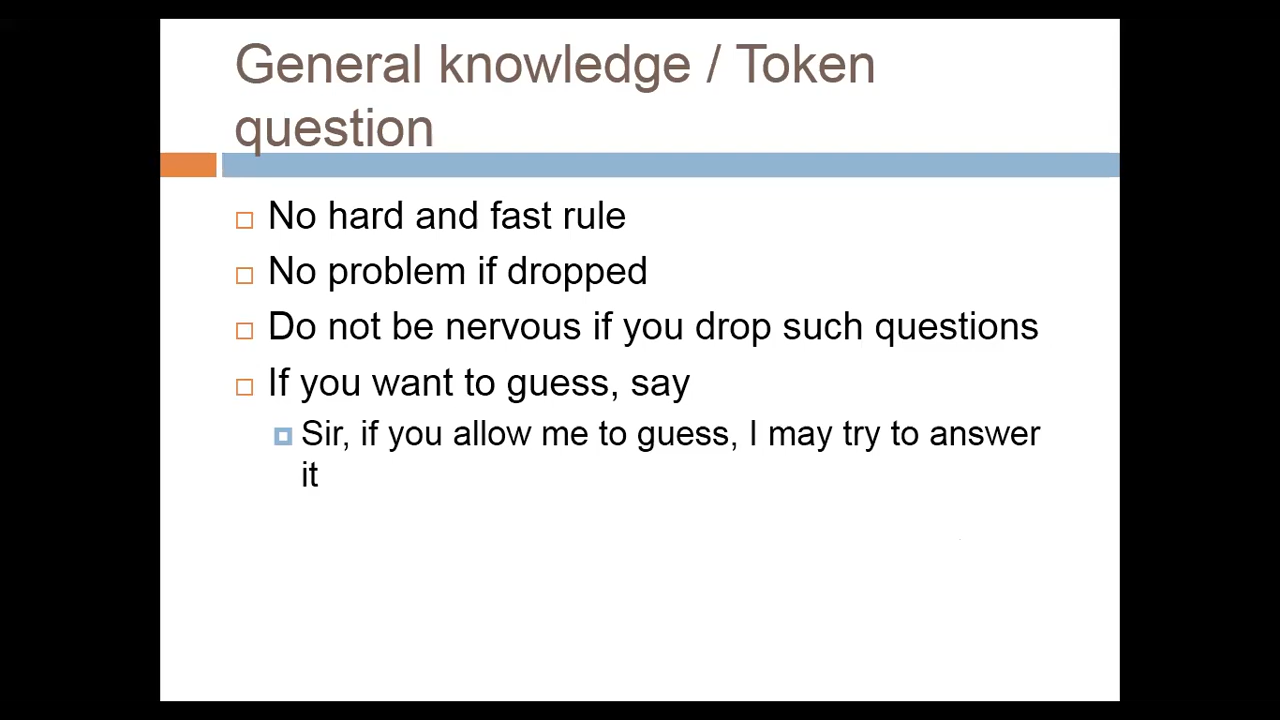 General knowledge / Token
question
No hard and fast rule
No problem if dropped
Do not be nervous if you drop such questions
If you want to guess, say
Sir, if you allow me to guess, I may try to answer
it